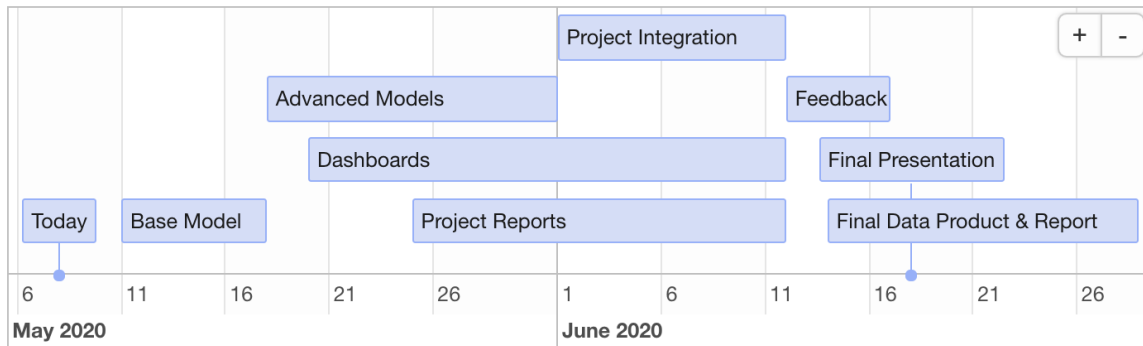 Project Integration
+ -
Advanced Models
Feedback
Dashboards
Final Presentation
Today
Base Model
Project Reports
Final Data Product & Report
6 11 16 21 26 1 6 11 16 21 26
May 2020 June 2020